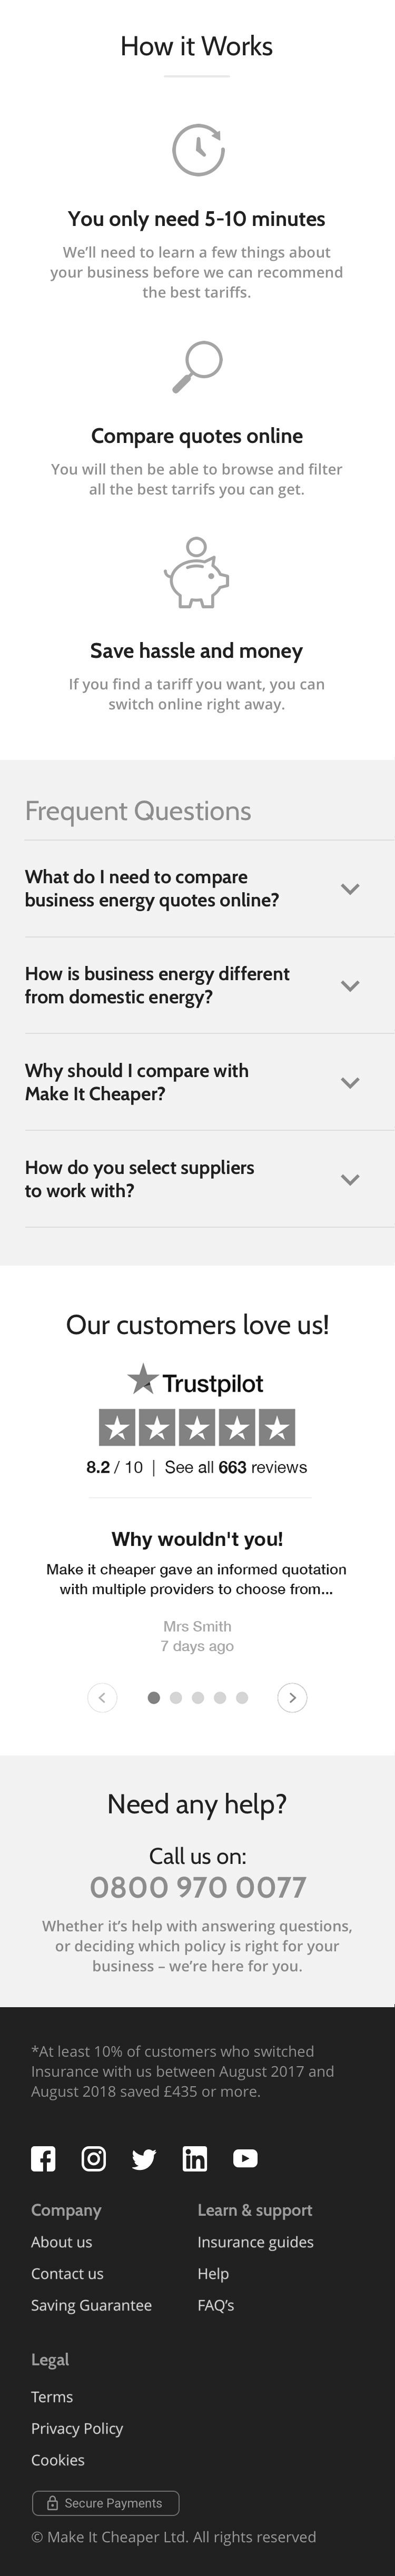 How it Works
You only need 5-10 minutes
We’ll need to learn a few things about
your business before we can recommend
the best tariffs.
Compare quotes online
You will then be able to browse and filter
all the best tarrifs you can get.
Save hassle and money
If you find a tariff you want, you can
switch online right away.
Frequent Questions
What do I need to compare
business energy quotes online?
How is business energy different
from domestic energy?
Why should I compare with
Make It Cheaper?
How do you select suppliers
to work with?
Our customers love us!
Trustpilot
8.2 / 10 | See all 663 reviews
Why wouldn't you!
Make it cheaper gave an informed quotation
with multiple providers to choose from...
Mrs Smith
7 days ago
Need any help?
Call us on:
0800 970 0077
Whether it’s help with answering questions,
or deciding which policy is right for your
business – we’re here for you.
*At least 10% of customers who switched
Insurance with us between August 2017 and
August 2018 saved £435 or more.
Company
About us
Contact us
Saving Guarantee
Learn & support
Insurance guides
Help
FAQ’s
Legal
Terms
Privacy Policy
Cookies
Secure Payments
© Make It Cheaper Ltd. All rights reserved